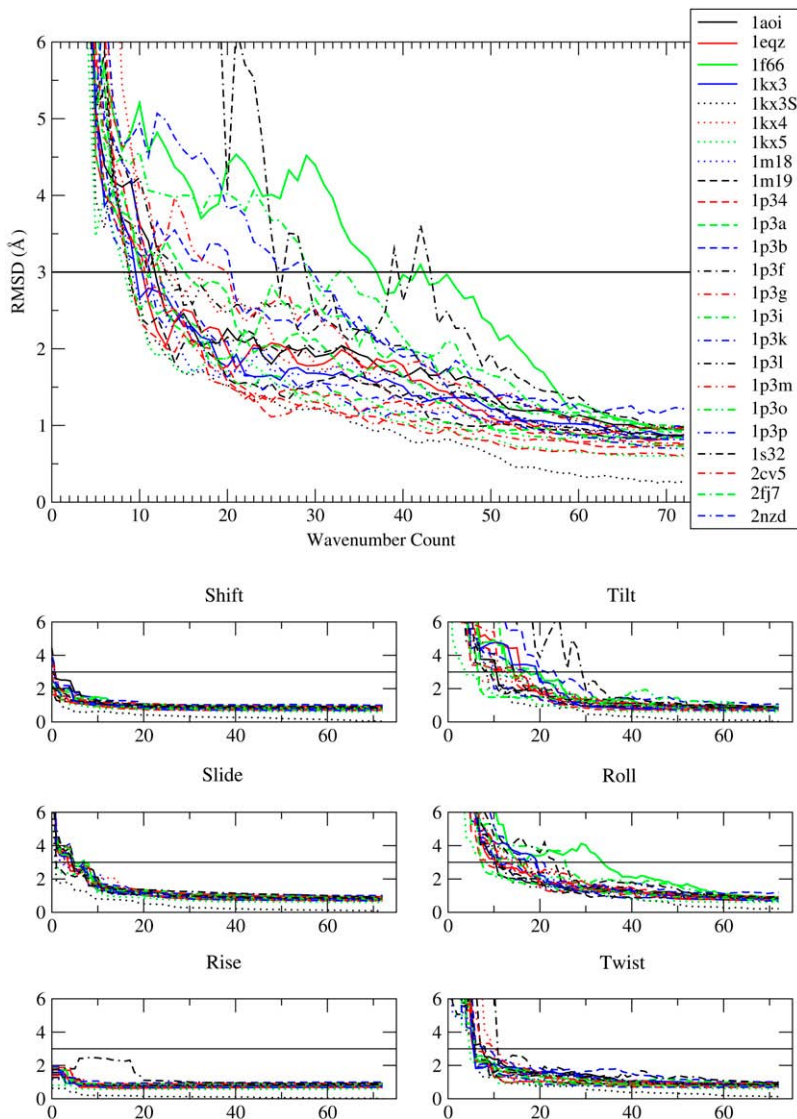 6
5
4
3
2
1
0
RMSD (Å)
0 10 20 30 40 50 60 70
Wavenumber Count
1aoi
1eqz
1f66
1kx3
1kx3S
1kx4
1kx5
1m18
1m19
1p34
1p3a
1p3b
1p3f
1p3g
1p3i
1p3k
1p3l
1p3m
1p3o
1p3p
1s32
2cv5
2fj7
2nzd
Shift
6
4
2
0
0 20 40 60
Tilt
6
4
2
0
0 20 40 60
Slide
6
4
2
0
0 20 40 60
Roll
6
4
2
0
0 20 40 60
Rise
6
4
2
0
0 20 40 60
Twist
6
4
2
0
0 20 40 60